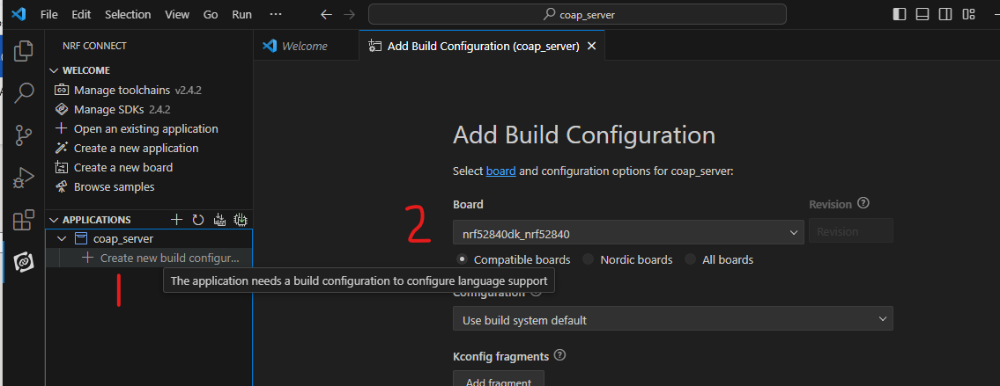 File Edit Selection View Go Run ··· coap_server
NRF CONNECT
Welcome
Add Build Configuration (coap_server)
WELCOME
Manage toolchains v2.4.2
Manage SDKs 2.4.2
Open an existing application
Create a new application
Create a new board
Browse samples
APPLICATIONS
coap_server
Create new build configur...
1
The application needs a build configuration to configure language support
Add Build Configuration
Select board and configuration options for coap_server:
Board
Revision
2
nrf52840dk_nrf52840
Revision
Compatible boards Nordic boards All boards
Configuration
Use build system default
Kconfig fragments
Add fragment